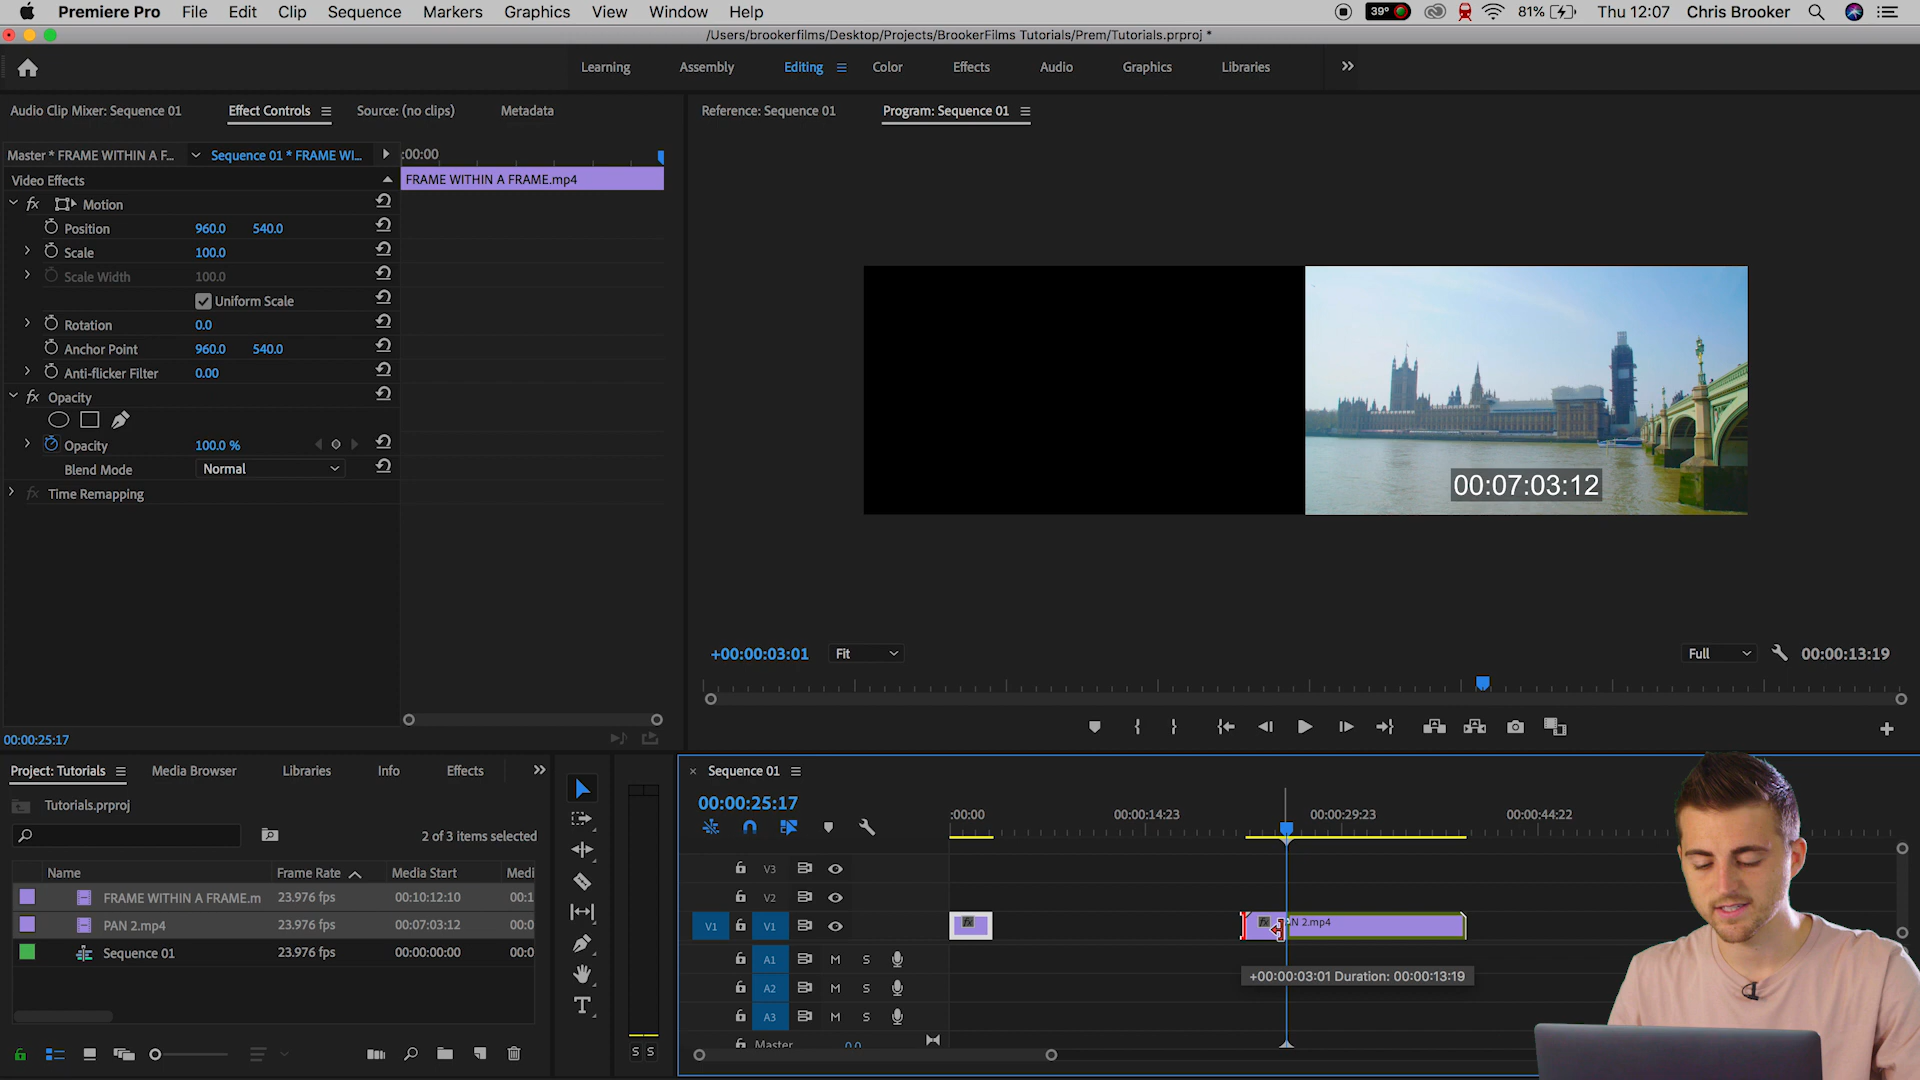 Premiere Pro File Edit Clip Sequence Markers Graphics View Window Help 39° 81% Thu 12:07 Chris Brooker
/Users/brookerfilms/Desktop/Projects/BrookerFilms Tutorials/Prem/Tutorials.prproj *
Learning Assembly Editing Color Effects Audio Graphics Libraries
Audio Clip Mixer: Sequence 01 Effect Controls Source: (no clips) Metadata
Reference: Sequence 01 Program: Sequence 01
Master * FRAME WITHIN A F... Sequence 01 * FRAME WI... :00:00
Video Effects
FRAME WITHIN A FRAME.mp4
fx Motion
Position 960.0 540.0
Scale 100.0
Scale Width 100.0
Uniform Scale
Rotation 0.0
Anchor Point 960.0 540.0
Anti-flicker Filter 0.00
fx Opacity
Opacity 100.0 %
Blend Mode Normal
fx Time Remapping
00:07:03:12
+00:00:03:01 Fit Full 00:00:13:19
00:00:25:17
Project: Tutorials Media Browser Libraries Info Effects
Tutorials.prproj
2 of 3 items selected
Name Frame Rate Media Start Medi
FRAME WITHIN A FRAME.m 23.976 fps 00:10:12:10 00:1
PAN 2.mp4 23.976 fps 00:07:03:12 00:0
Sequence 01 23.976 fps 00:00:00:00 00:0
T
S S
× Sequence 01
00:00:25:17
:00:00 00:00:14:23 00:00:29:23 00:00:44:22
V3
V2
V1 V1 fx fx N 2.mp4
A1 M S
+00:00:03:01 Duration: 00:00:13:19
A2 M S
A3 M S
Master 0.0